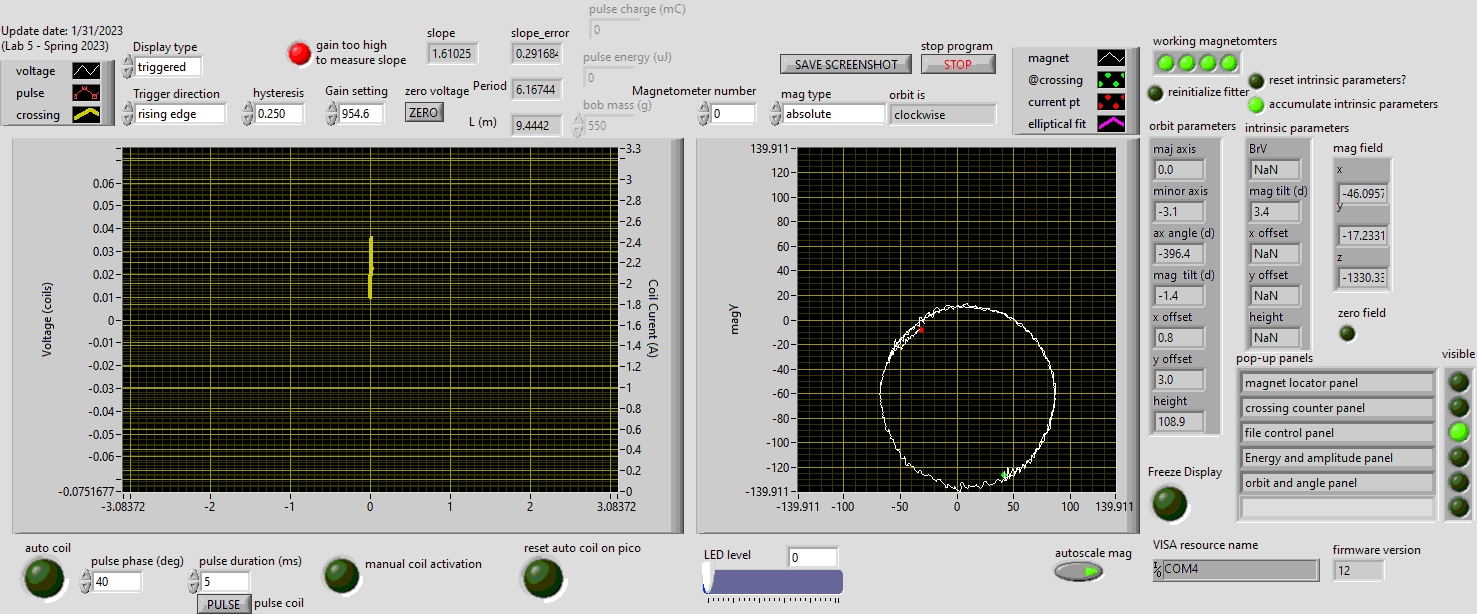 Update date: 1/31/2023
(Lab 5 - Spring 2023)
voltage
pulse
crossing
Display type
triggered
Trigger direction
rising edge
gain too high
to measure slope
hysteresis
0.250
Gain setting
954.6
zero voltage
ZERO
slope
1.61025
slope_error
0.29168
Period
6.16744
L (m)
9.4442
pulse charge (mC)
0
pulse energy (uJ)
0
bob mass (g)
550
Magnetometer number
0
SAVE SCREENSHOT
stop program
STOP
mag type
absolute
orbit is
clockwise
magnet
@crossing
current pt
elliptical fit
working magnetomters
reset intrinsic parameters?
reinitialize fitter
accumulate intrinsic parameters
orbit parameters
maj axis
0.0
minor axis
-3.1
ax angle (d)
-396.4
mag tilt (d)
-1.4
x offset
0.8
y offset
3.0
height
108.9
intrinsic parameters
BrV
NaN
mag tilt (d)
3.4
x offset
NaN
y offset
NaN
height
NaN
mag field
x
-46.0957
y
-17.2331
z
-1330.33
zero field
pop-up panels
visible
magnet locator panel
crossing counter panel
file control panel
Energy and amplitude panel
orbit and angle panel
Freeze Display
Voltage (coils)
0.06
0.05
0.04
0.03
0.02
0.01
0
-0.01
-0.02
-0.03
-0.04
-0.05
-0.06
-0.0751677
-3.08372
-2
-1
0
1
2
3.08372
3.3
3
2.8
2.6
2.4
2.2
2
1.8
1.6
1.4
1.2
1
0.8
0.6
0.4
0.2
0
Coil Curent (A)
magY
139.911
120
100
80
60
40
20
0
-20
-40
-60
-80
-100
-120
-139.911
-139.911
-100
-50
0
50
100
139.911
auto coil
pulse phase (deg)
40
pulse duration (ms)
5
PULSE
pulse coil
manual coil activation
reset auto coil on pico
LED level
0
autoscale mag
VISA resource name
COM4
firmware version
12